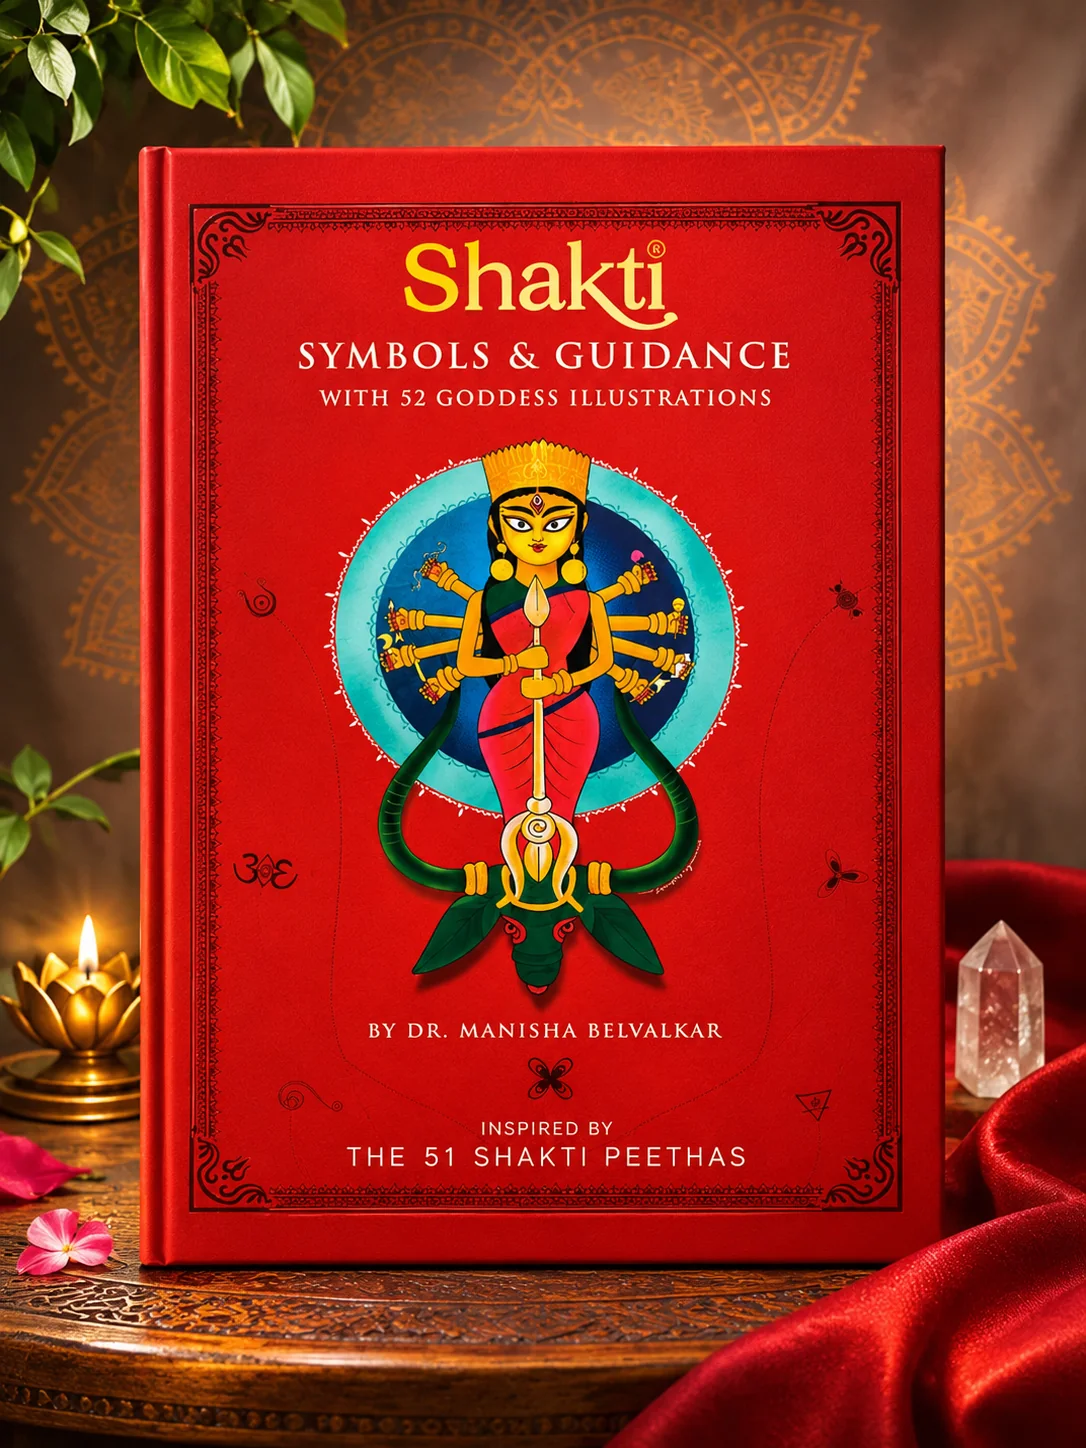 Shakti®
SYMBOLS & GUIDANCE
WITH 52 GODDESS ILLUSTRATIONS
BY DR. MANISHA BELVALKAR
INSPIRED BY
THE 51 SHAKTI PEETHAS